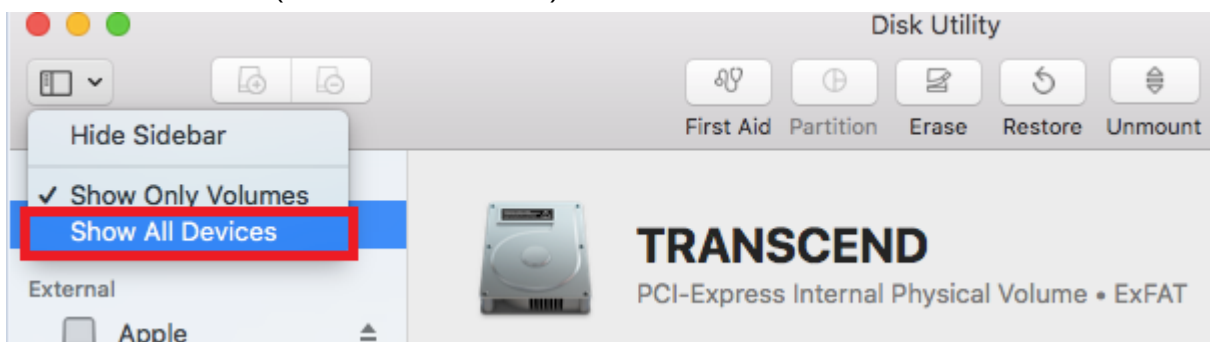 Disk Utility
First Aid Partition Erase Restore Unmount
Hide Sidebar
✓ Show Only Volumes
Show All Devices
External
Apple
TRANSCEND
PCI-Express Internal Physical Volume • ExFAT